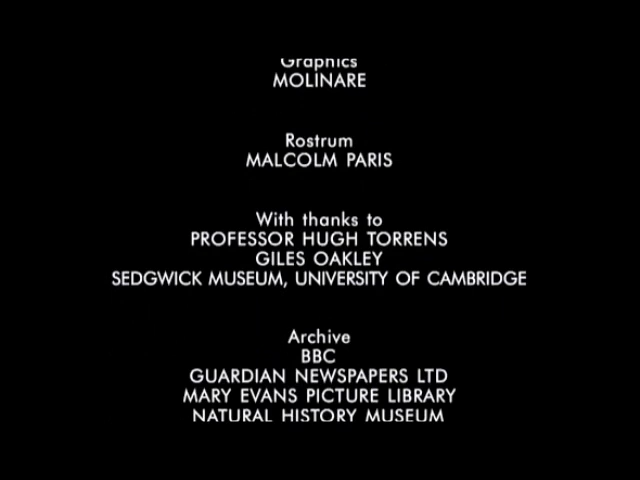 Graphics
MOLINARE
Rostrum
MALCOLM PARIS
With thanks to
PROFESSOR HUGH TORRENS
GILES OAKLEY
SEDGWICK MUSEUM, UNIVERSITY OF CAMBRIDGE
Archive
BBC
GUARDIAN NEWSPAPERS LTD
MARY EVANS PICTURE LIBRARY
NATURAL HISTORY MUSEUM